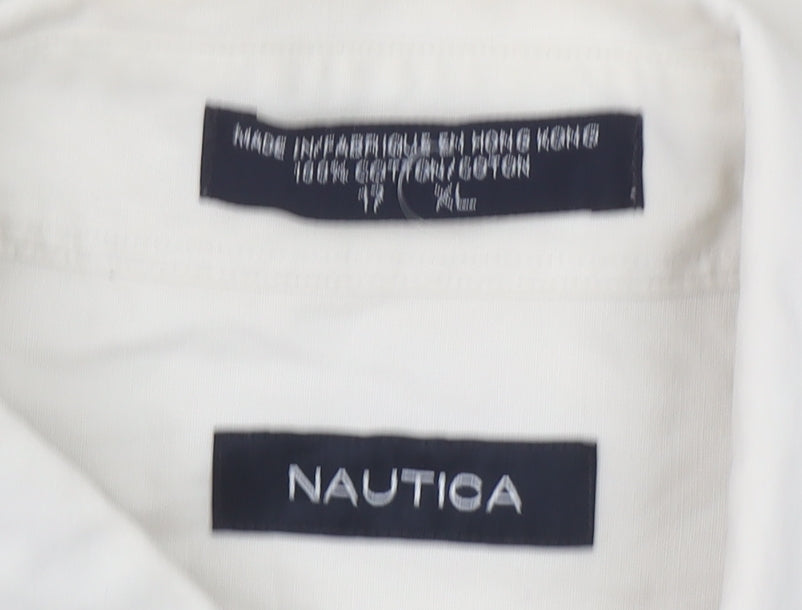 MADE IN/FABRIQUE EN HONG KONG
100% COTTON/COTON
17 XL
NAUTICA